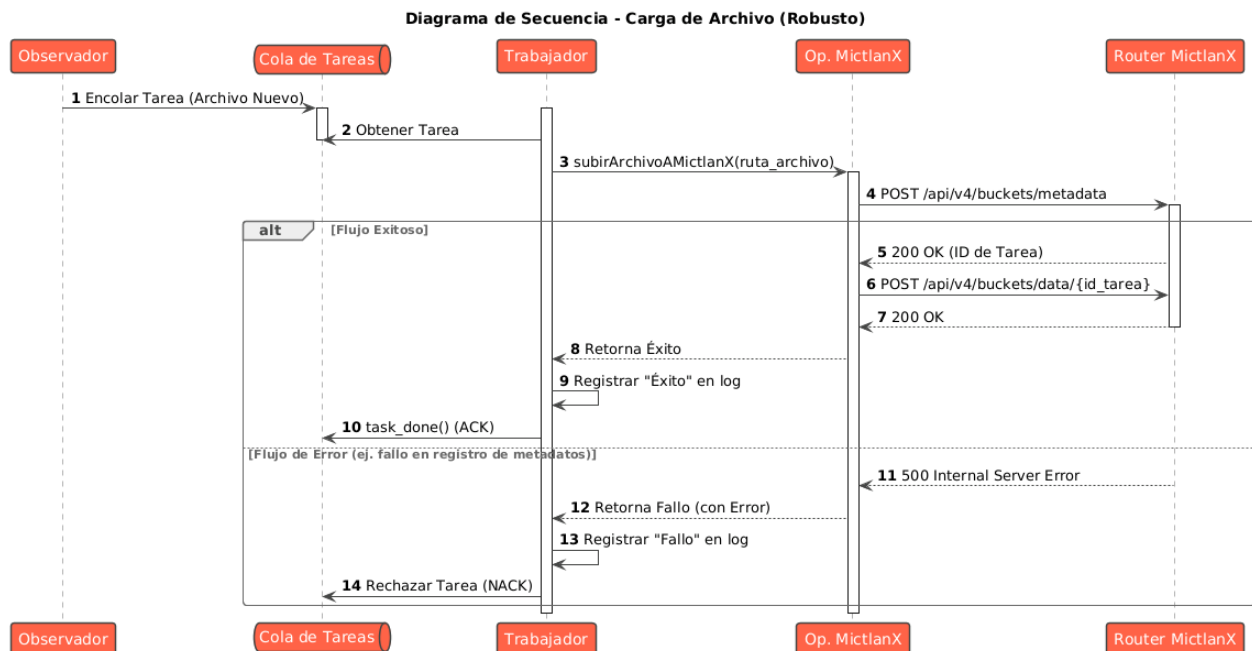 Diagrama de Secuencia - Carga de Archivo (Robusto)
Observador
Cola de Tareas
Trabajador
Op. MictlanX
Router MictlanX
1 Encolar Tarea (Archivo Nuevo)
2 Obtener Tarea
3 subirArchivoAMictlanX(ruta_archivo)
4 POST /api/v4/buckets/metadata
alt [Flujo Exitoso]
5 200 OK (ID de Tarea)
6 POST /api/v4/buckets/data/{id_tarea}
7 200 OK
8 Retorna Éxito
9 Registrar "Éxito" en log
10 task_done() (ACK)
[Flujo de Error (ej. fallo en registro de metadatos)]
11 500 Internal Server Error
12 Retorna Fallo (con Error)
13 Registrar "Fallo" en log
14 Rechazar Tarea (NACK)
Observador
Cola de Tareas
Trabajador
Op. MictlanX
Router MictlanX